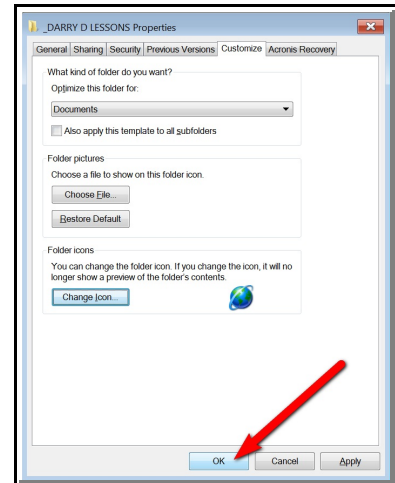 _DARRY D LESSONS Properties
General Sharing Security Previous Versions Customize Acronis Recovery
What kind of folder do you want?
Optimize this folder for:
Documents
Also apply this template to all subfolders
Folder pictures
Choose a file to show on this folder icon.
Choose File...
Restore Default
Folder icons
You can change the folder icon. If you change the icon, it will no
longer show a preview of the folder's contents.
Change Icon...
OK Cancel Apply